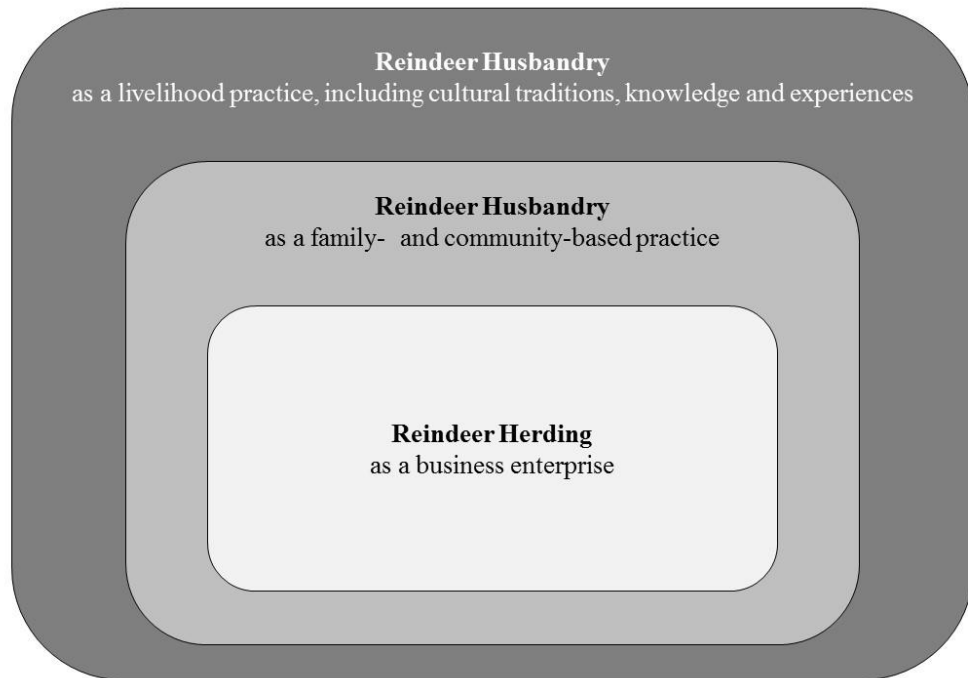 Reindeer Husbandry
as a livelihood practice, including cultural traditions, knowledge and experiences
Reindeer Husbandry
as a family- and community-based practice
Reindeer Herding
as a business enterprise